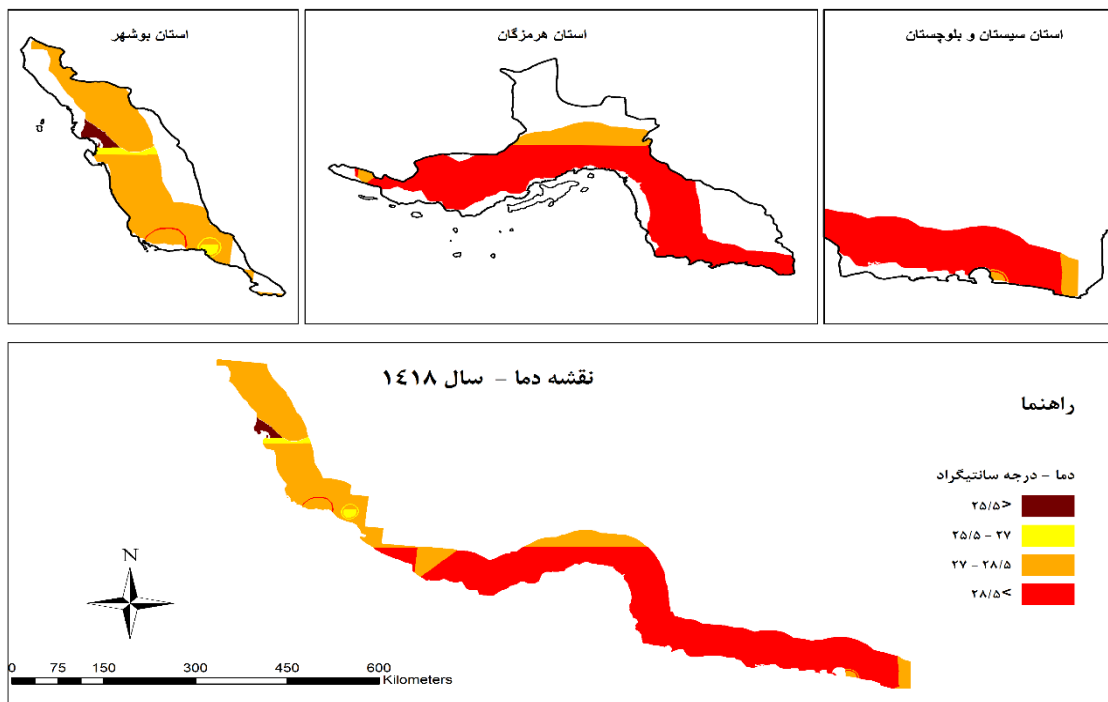 استان بوشهر
استان هرمزگان
استان سیستان و بلوچستان
نقشه دما - سال ۱۴۱۸
راهنما
دما - درجه سانتیگراد
۲۵/۵>
۲۵/۵ - ۲۷
۲۷ - ۲۸/۵
۲۸/۵<
N
0 75 150 300 450 600
Kilometers